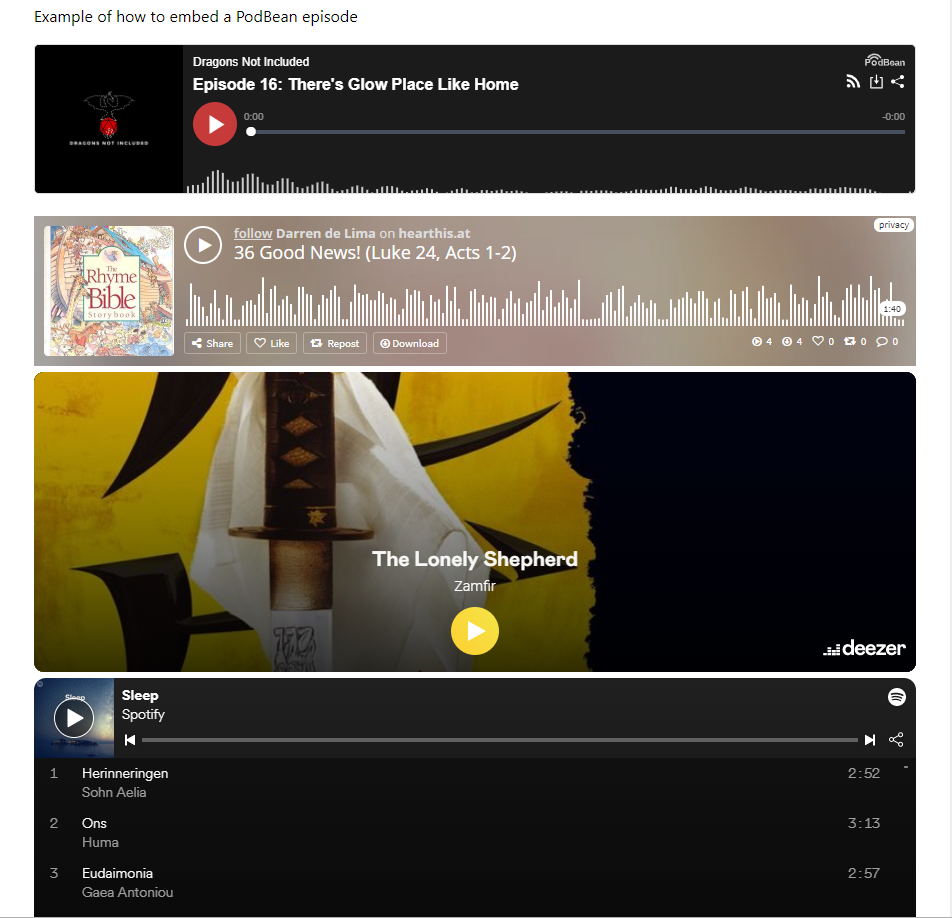 Example of how to embed a PodBean episode
Dragons Not Included
PodBean
Episode 16: There's Glow Place Like Home
0:00
-0:00
DRAGONS NOT INCLUDED
privacy
follow Darren de Lima on hearthis.at
36 Good News! (Luke 24, Acts 1-2)
The
Rhyme
Bible
Storybook
1:40
Share
Like
Repost
Download
4
4
0
0
0
The Lonely Shepherd
Zamfir
deezer
Sleep
Sleep
Spotify
1 Herinneringen 2:52 -
Sohn Aelia
2 Ons 3:13
Huma
3 Eudaimonia 2:57
Gaea Antoniou